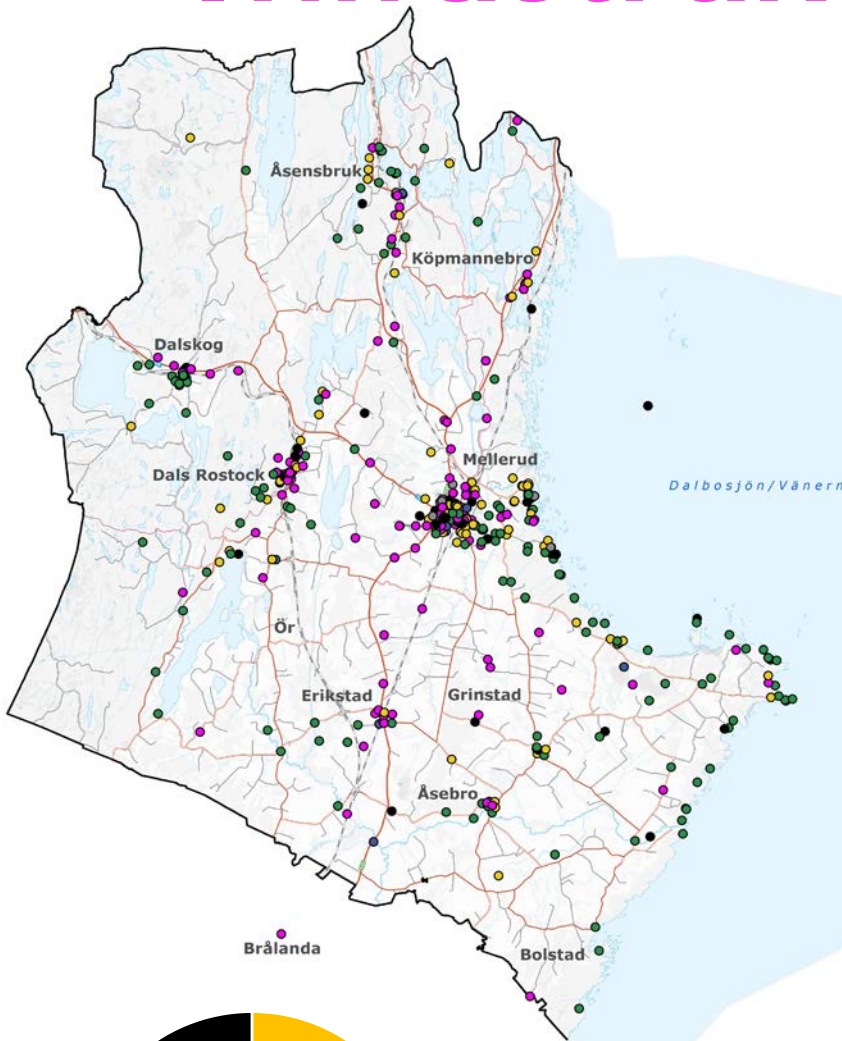 Åsensbruk
Köpmannebro
Dalskog
Mellerud
Dals Rostock
Dalbosjön/Vänern
Ör
Erikstad
Grinstad
Åsebro
Brålanda
Bolstad